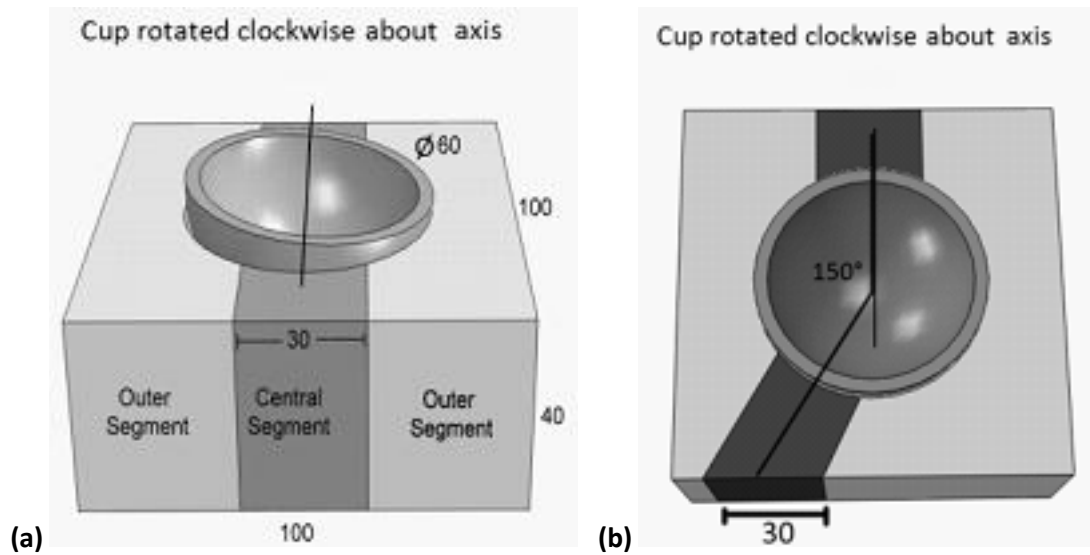 Cup rotated clockwise about axis
Ø60
100
30
Outer
Segment
Central
Segment
Outer
Segment
40
100
(a)
Cup rotated clockwise about axis
150°
30
(b)